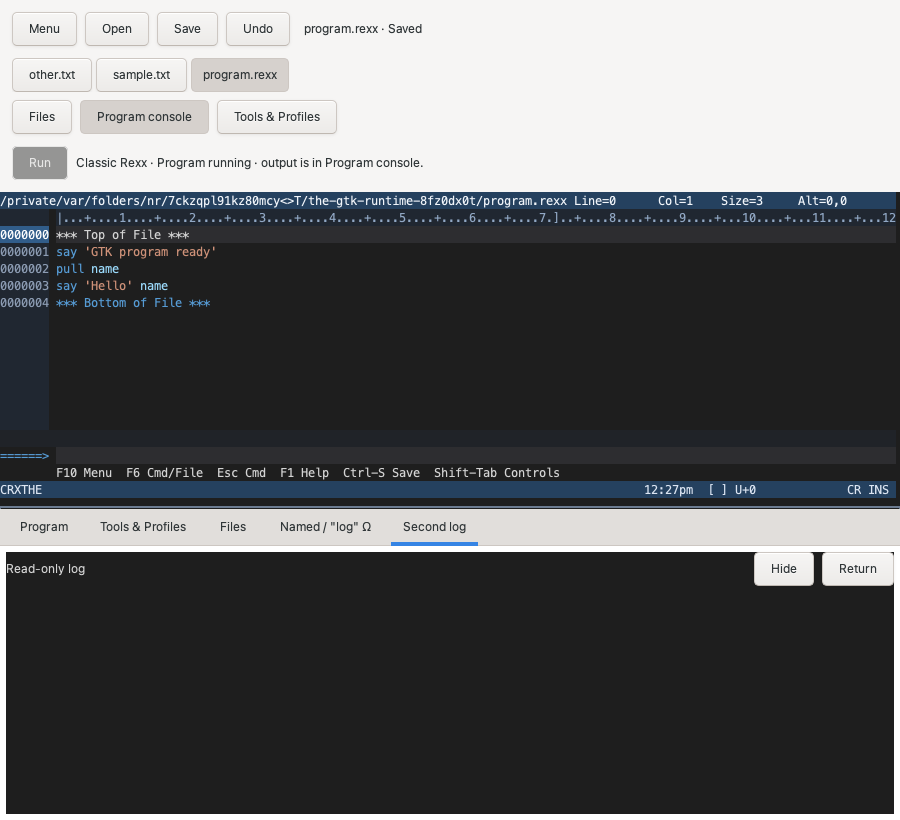 Menu Open Save Undo program.rexx · Saved
other.txt sample.txt program.rexx
Files Program console Tools & Profiles
Run Classic Rexx · Program running · output is in Program console.
/private/var/folders/nr/7ckzqpl91kz80mcy<>T/the-gtk-runtime-8fz0dx0t/program.rexx Line=0 Col=1 Size=3 Alt=0,0
|...+....1....+....2....+....3....+....4....+....5....+....6....+....7.]..+....8....+....9....+...10....+...11....+...12
0000000 *** Top of File ***
0000001 say 'GTK program ready'
0000002 pull name
0000003 say 'Hello' name
0000004 *** Bottom of File ***
======>
F10 Menu F6 Cmd/File Esc Cmd F1 Help Ctrl-S Save Shift-Tab Controls
CRXTHE 12:27pm [ ] U+0 CR INS
Program Tools & Profiles Files Named / "log" Ω Second log
Read-only log Hide Return